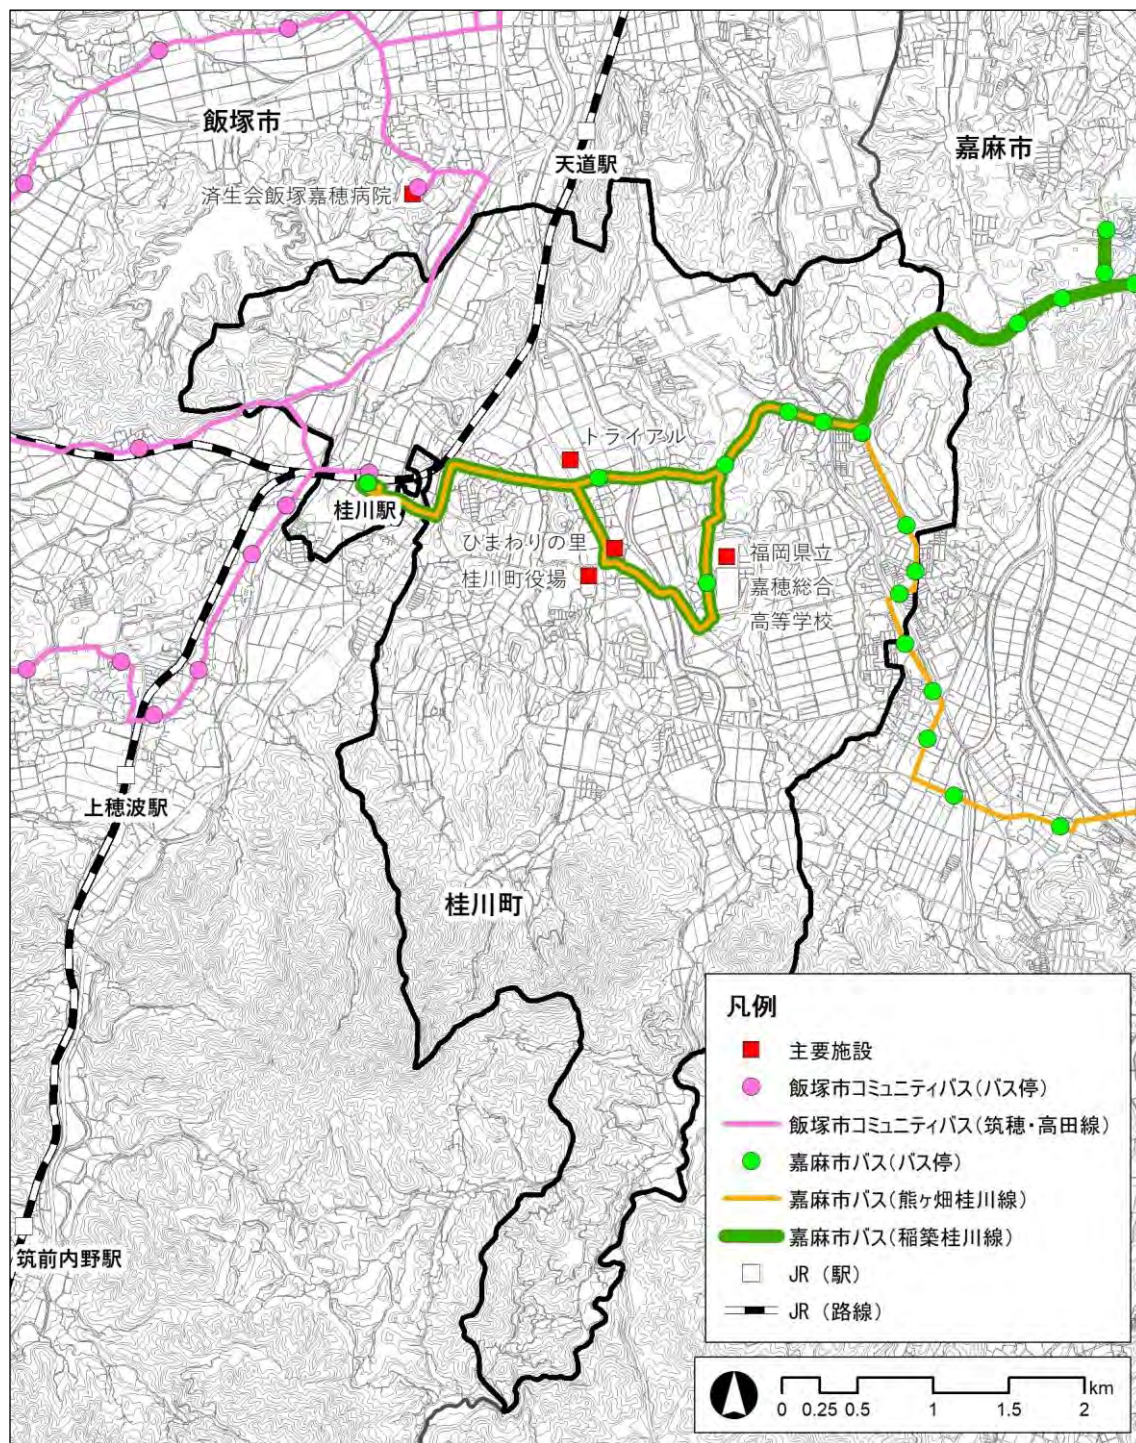 飯塚市
天道駅
嘉麻市
済生会飯塚嘉穂病院
トライアル
桂川駅
ひまわりの里
桂川町役場
福岡県立
嘉穂総合
高等学校
上穂波駅
桂川町
筑前内野駅
凡例
主要施設
飯塚市コミュニティバス(バス停)
飯塚市コミュニティバス(筑穂・高田線)
嘉麻市バス(バス停)
嘉麻市バス(熊ヶ畑桂川線)
嘉麻市バス(稲築桂川線)
JR (駅)
JR (路線)
km
0 0.25 0.5 1 1.5 2